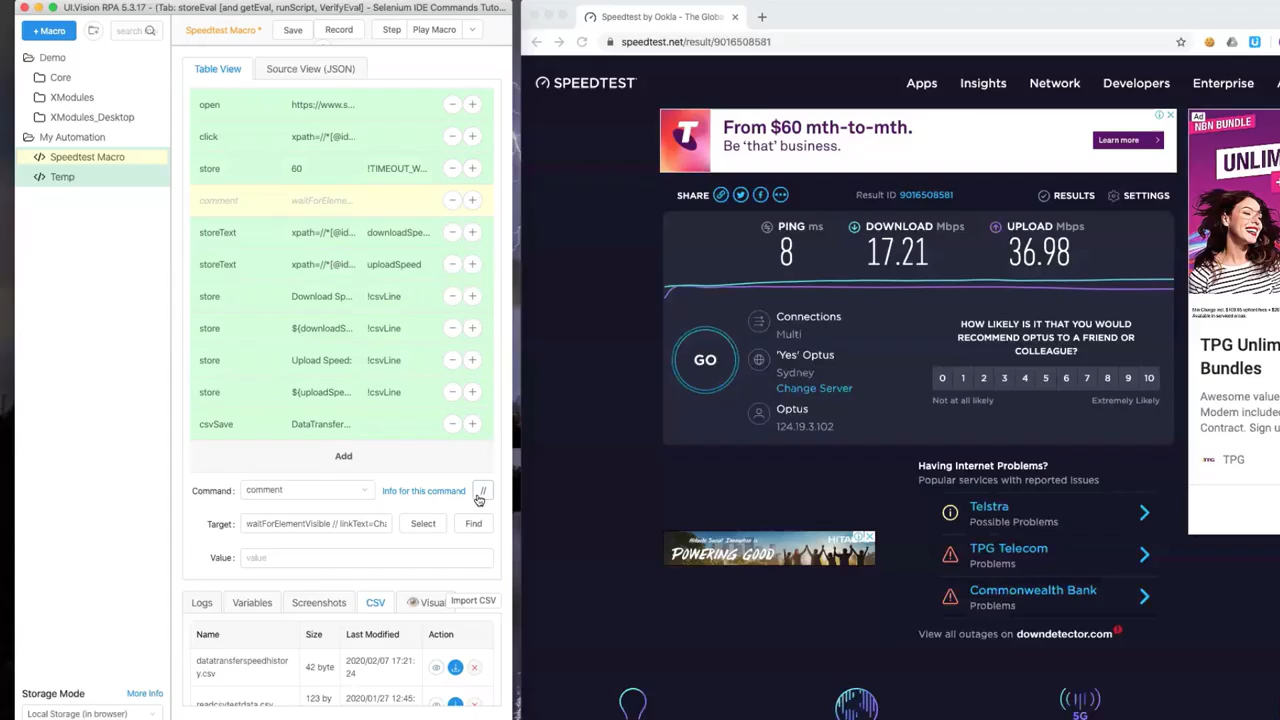 UI.Vision RPA 5.3.17 - (Tab: storeEval [and getEval, runScript, VerifyEval] - Selenium IDE Commands Tuto...
+ Macro
search
Speedtest Macro *
Save
Record
Step
Play Macro
Demo
Core
XModules
XModules_Desktop
My Automation
Speedtest Macro
Temp
Table View
Source View (JSON)
open https://www.s...
click xpath=//*[@id...
store 60 !TIMEOUT_W...
comment waitForEleme...
storeText xpath=//*[@id... downloadSpe...
storeText xpath=//*[@id... uploadSpeed
store Download Sp... !csvLine
store ${downloadS... !csvLine
store Upload Speed: !csvLine
store ${uploadSpe... !csvLine
csvSave DataTransfer...
Add
Command : comment Info for this command //
Target : waitForElementVisible // linkText=Cha Select Find
Value : value
Logs Variables Screenshots CSV Visual Import CSV
Name Size Last Modified Action
datatransferspeedhistor
y.csv
42 byte
2020/02/07 17:21:
24
readcsvtestdata.csv
123 by
2020/01/27 12:45:
Storage Mode More Info
Local Storage (in browser)
Speedtest by Ookla - The Globa
speedtest.net/result/9016508581
SPEEDTEST
Apps
Insights
Network
Developers
Enterprise
From $60 mth-to-mth.
Be ‘that’ business.
Learn more
SHARE
Result ID 9016508581
RESULTS
SETTINGS
PING ms
8
DOWNLOAD Mbps
17.21
UPLOAD Mbps
36.98
GO
Connections
Multi
'Yes' Optus
Sydney
Change Server
Optus
124.19.3.102
HOW LIKELY IS IT THAT YOU WOULD
RECOMMEND OPTUS TO A FRIEND OR
COLLEAGUE?
0 1 2 3 4 5 6 7 8 9 10
Not at all likely
Extremely Likely
Having Internet Problems?
Popular services with reported issues
Telstra
Possible Problems
TPG Telecom
Problems
Commonwealth Bank
Problems
View all outages on downdetector.com
POWERING GOOD
5G
Ad
NBN BUNDLE
UNLIM
TPG Unlim
Bundles
Awesome value
Modem included
Contract. Sign u
TPG